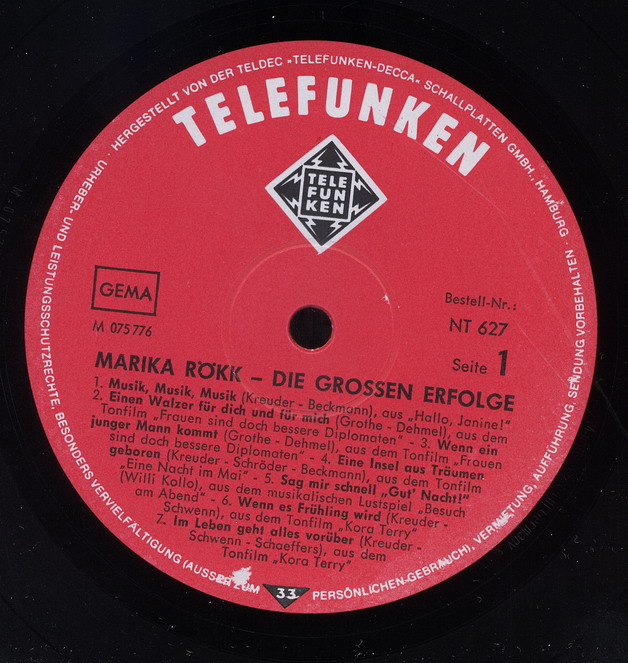 URHEBER- UND LEISTUNGSSCHUTZRECHTE, BESONDERS VERVIELFÄLTIGUNG (AUSSER ZUM PERSÖNLICHEN-GEBRAUCH), VERMIETUNG, AUFFÜHRUNG, SENDUNG VORBEHALTEN ·
HERGESTELLT VON DER TELDEC »TELEFUNKEN-DECCA« SCHALLPLATTEN GMBH., HAMBURG ·
TELEFUNKEN
TELE
FUN
KEN
GEMA
M 075 776
Bestell-Nr.:
NT 627
Seite 1
MARIKA RÖKK – DIE GROSSEN ERFOLGE
1. Musik, Musik, Musik (Kreuder - Beckmann), aus „Hallo, Janine!"
2. Einen Walzer für dich und für mich (Grothe - Dehmel), aus dem
Tonfilm „Frauen sind doch bessere Diplomaten" - 3. Wenn ein
junger Mann kommt (Grothe - Dehmel), aus dem Tonfilm „Frauen
sind doch bessere Diplomaten" - 4. Eine Insel aus Träumen
geboren (Kreuder - Schröder - Beckmann), aus dem Tonfilm
„Eine Nacht im Mai" - 5. Sag mir schnell „Gut' Nacht!"
(Willi Kollo), aus dem musikalischen Lustspiel „Besuch
am Abend" - 6. Wenn es Frühling wird (Kreuder -
Schwenn), aus dem Tonfilm „Kora Terry"
7. Im Leben geht alles vorüber (Kreuder -
Schwenn - Schaeffers), aus dem
Tonfilm „Kora Terry"
33